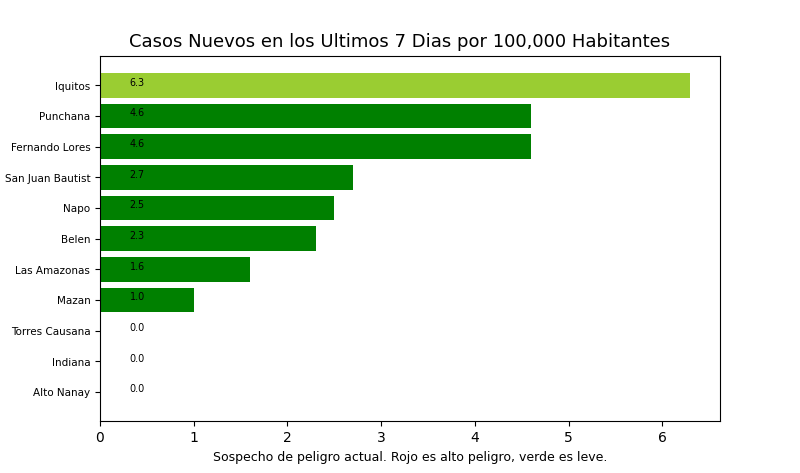 Casos Nuevos en los Ultimos 7 Dias por 100,000 Habitantes
Iquitos 6.3
Punchana 4.6
Fernando Lores 4.6
San Juan Bautist 2.7
Napo 2.5
Belen 2.3
Las Amazonas 1.6
Mazan 1.0
Torres Causana 0.0
Indiana 0.0
Alto Nanay 0.0
0 1 2 3 4 5 6
Sospecho de peligro actual. Rojo es alto peligro, verde es leve.